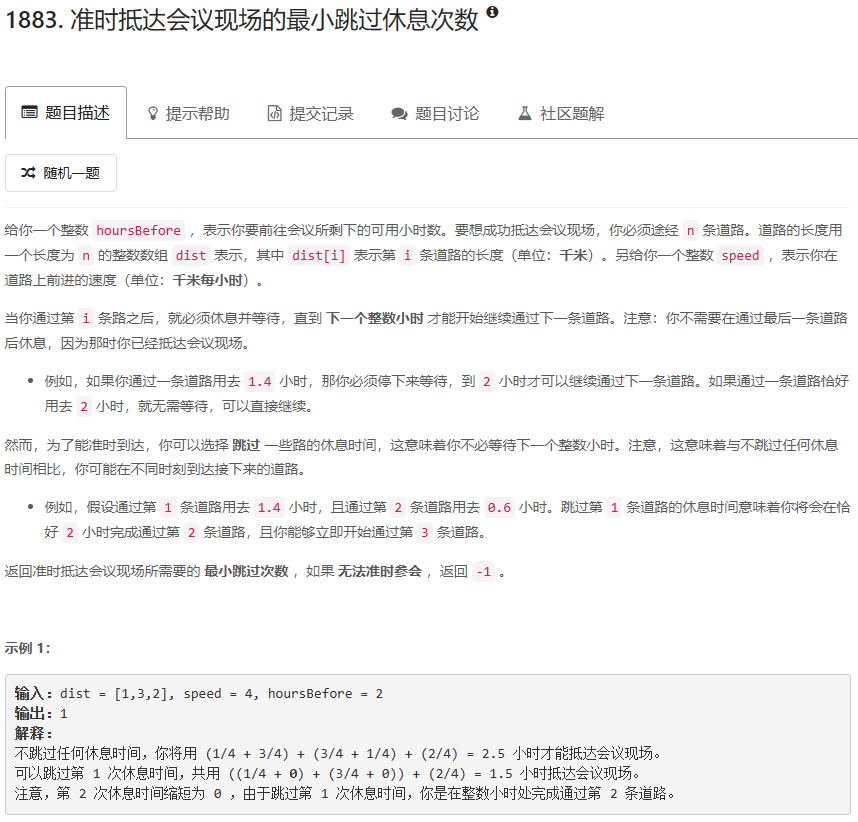 1883. 准时抵达会议现场的最小跳过休息次数
题目描述 提示帮助 提交记录 题目讨论 社区题解
随机一题
给你一个整数 hoursBefore ，表示你要前往会议所剩下的可用小时数。要想成功抵达会议现场，你必须途经 n 条道路。道路的长度用
一个长度为 n 的整数数组 dist 表示，其中 dist[i] 表示第 i 条道路的长度（单位：千米）。另给你一个整数 speed ，表示你在
道路上前进的速度（单位：千米每小时）。
当你通过第 i 条路之后，就必须休息并等待，直到 下一个整数小时 才能开始继续通过下一条道路。注意：你不需要在通过最后一条道路
后休息，因为那时你已经抵达会议现场。
• 例如，如果你通过一条道路用去 1.4 小时，那你必须停下来等待，到 2 小时才可以继续通过下一条道路。如果通过一条道路恰好
用去 2 小时，就无需等待，可以直接继续。
然而，为了能准时到达，你可以选择 跳过 一些路的休息时间，这意味着你不必等待下一个整数小时。注意，这意味着与不跳过任何休息
时间相比，你可能在不同时刻到达接下来的道路。
• 例如，假设通过第 1 条道路用去 1.4 小时，且通过第 2 条道路用去 0.6 小时。跳过第 1 条道路的休息时间意味着你将会在恰
好 2 小时完成通过第 2 条道路，且你能够立即开始通过第 3 条道路。
返回准时抵达会议现场所需要的 最小跳过次数 ，如果 无法准时参会 ，返回 -1 。
示例 1：
输入：dist = [1,3,2], speed = 4, hoursBefore = 2
输出：1
解释：
不跳过任何休息时间，你将用 (1/4 + 3/4) + (3/4 + 1/4) + (2/4) = 2.5 小时才能抵达会议现场。
可以跳过第 1 次休息时间，共用 ((1/4 + 0) + (3/4 + 0)) + (2/4) = 1.5 小时抵达会议现场。
注意，第 2 次休息时间缩短为 0 ，由于跳过第 1 次休息时间，你是在整数小时处完成通过第 2 条道路。